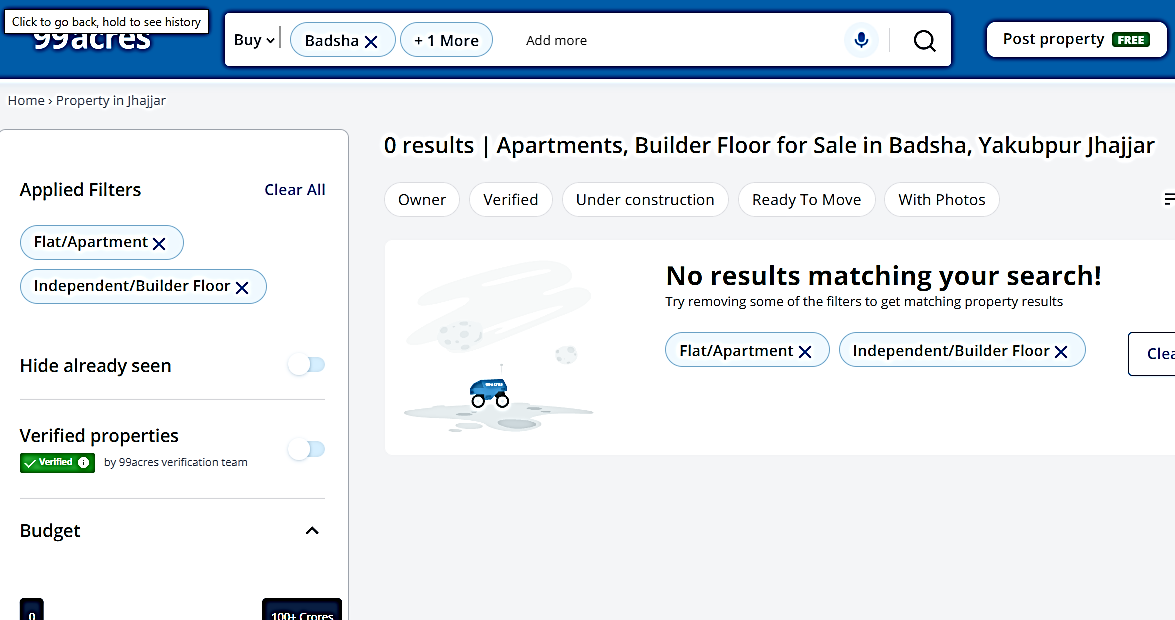 Click to go back, hold to see history
99acres
Buy
Badsha
+ 1 More
Add more
Post property FREE
Home › Property in Jhajjar
0 results | Apartments, Builder Floor for Sale in Badsha, Yakubpur Jhajjar
Applied Filters
Clear All
Owner
Verified
Under construction
Ready To Move
With Photos
Flat/Apartment
Independent/Builder Floor
No results matching your search!
Try removing some of the filters to get matching property results
Flat/Apartment
Independent/Builder Floor
Clea
Hide already seen
Verified properties
Verified
by 99acres verification team
Budget
0
100+ Crores